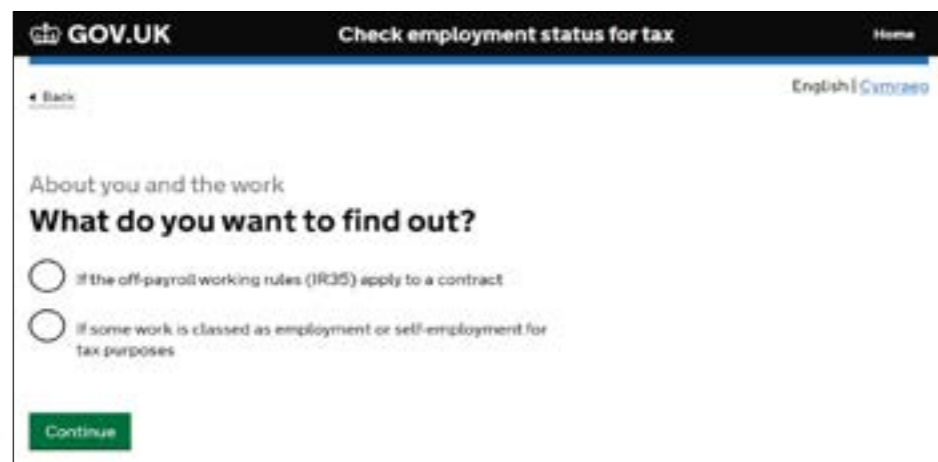 GOV.UK Check employment status for tax Home
◂ Back English | Cymraeg
About you and the work
What do you want to find out?
If the off-payroll working rules (IR35) apply to a contract
If some work is classed as employment or self-employment for
tax purposes
Continue